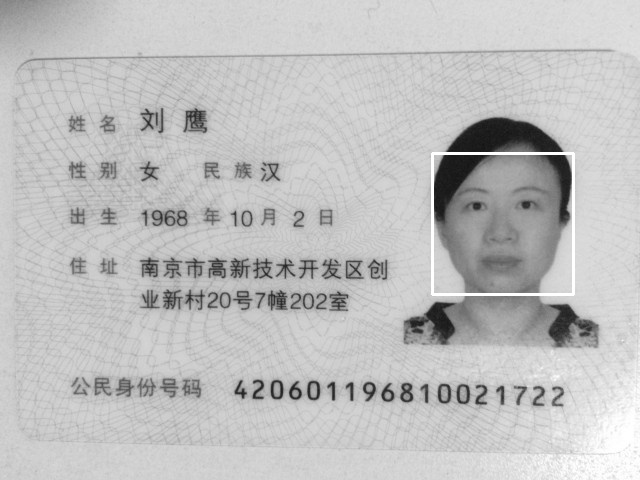 姓名 刘鹰
性别 女 民族 汉
出生 1968 年 10 月 2 日
住址 南京市高新技术开发区创
业新村20号7幢202室
公民身份号码 420601196810021722